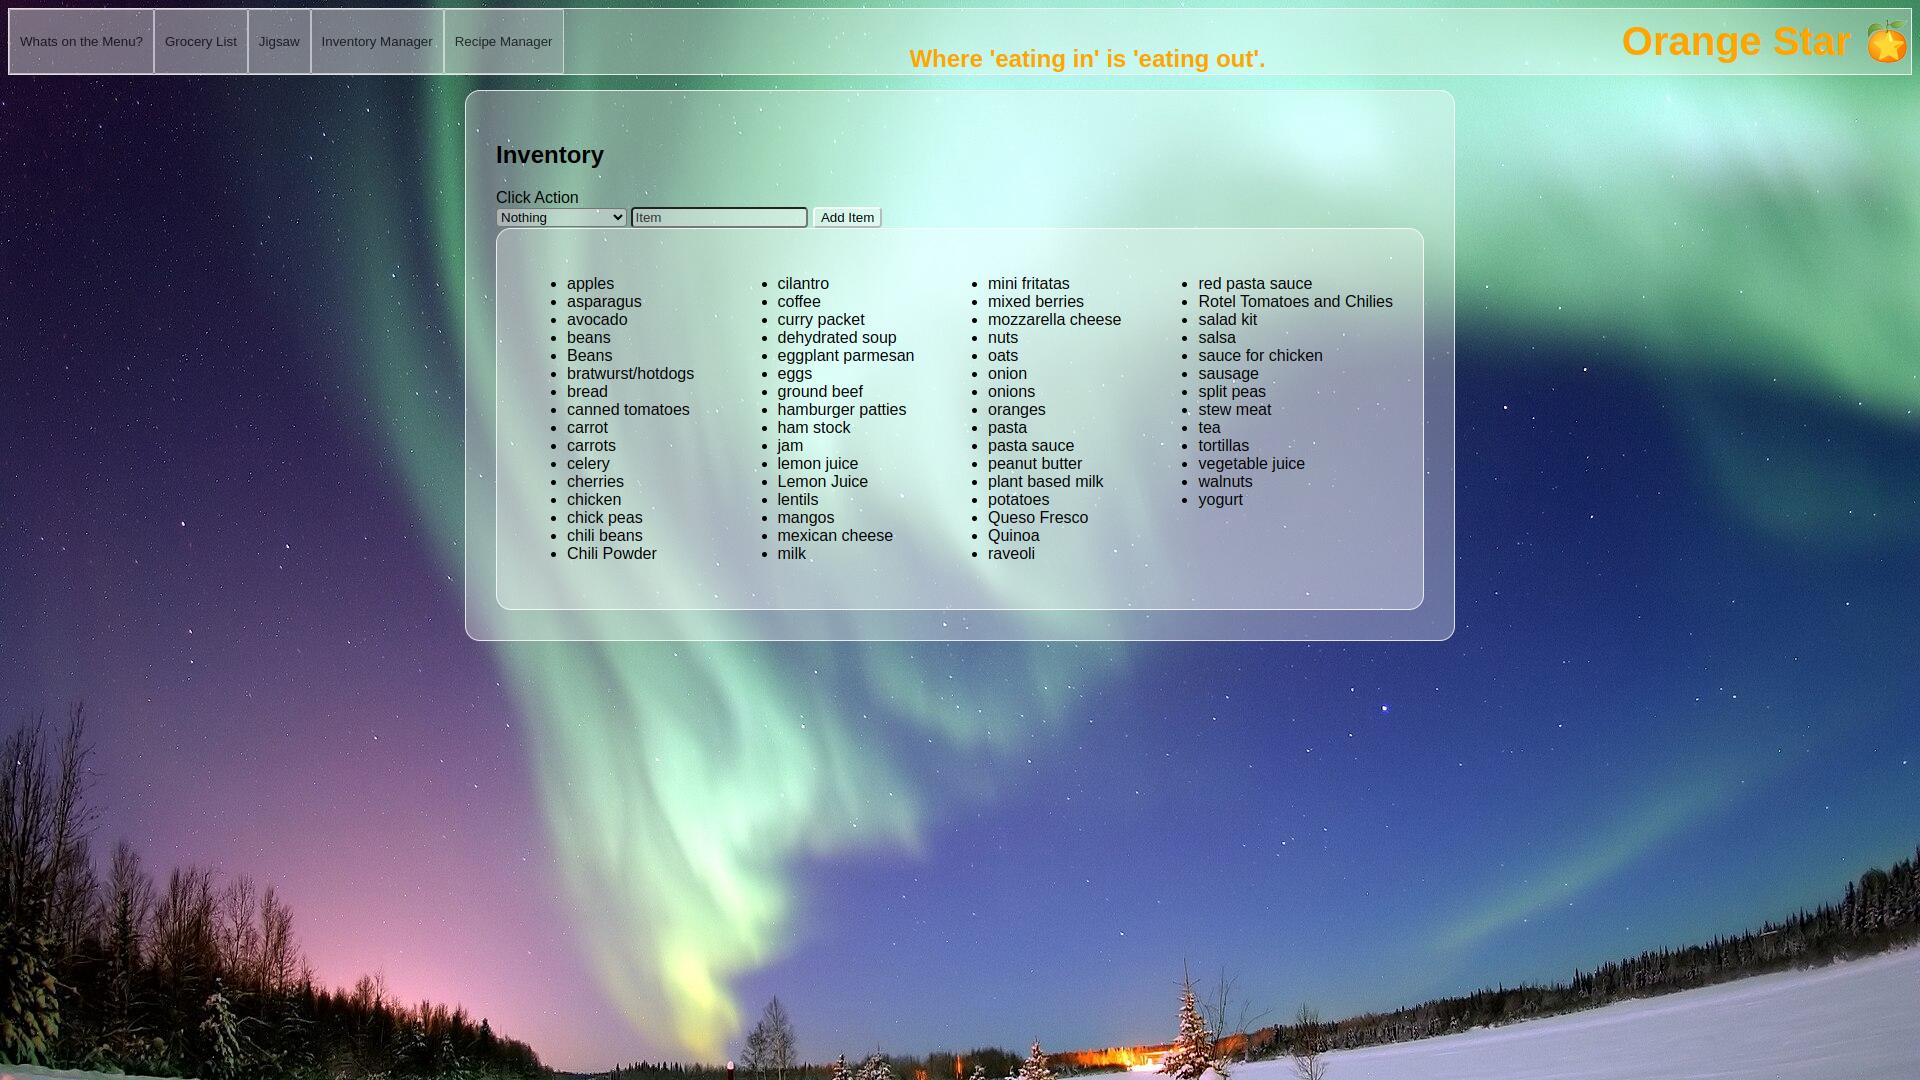 Whats on the Menu? Grocery List Jigsaw Inventory Manager Recipe Manager
Where 'eating in' is 'eating out'.
Orange Star
Inventory
Click Action
Nothing Item Add Item
apples
asparagus
avocado
beans
Beans
bratwurst/hotdogs
bread
canned tomatoes
carrot
carrots
celery
cherries
chicken
chick peas
chili beans
Chili Powder
cilantro
coffee
curry packet
dehydrated soup
eggplant parmesan
eggs
ground beef
hamburger patties
ham stock
jam
lemon juice
Lemon Juice
lentils
mangos
mexican cheese
milk
mini fritatas
mixed berries
mozzarella cheese
nuts
oats
onion
onions
oranges
pasta
pasta sauce
peanut butter
plant based milk
potatoes
Queso Fresco
Quinoa
raveoli
red pasta sauce
Rotel Tomatoes and Chilies
salad kit
salsa
sauce for chicken
sausage
split peas
stew meat
tea
tortillas
vegetable juice
walnuts
yogurt